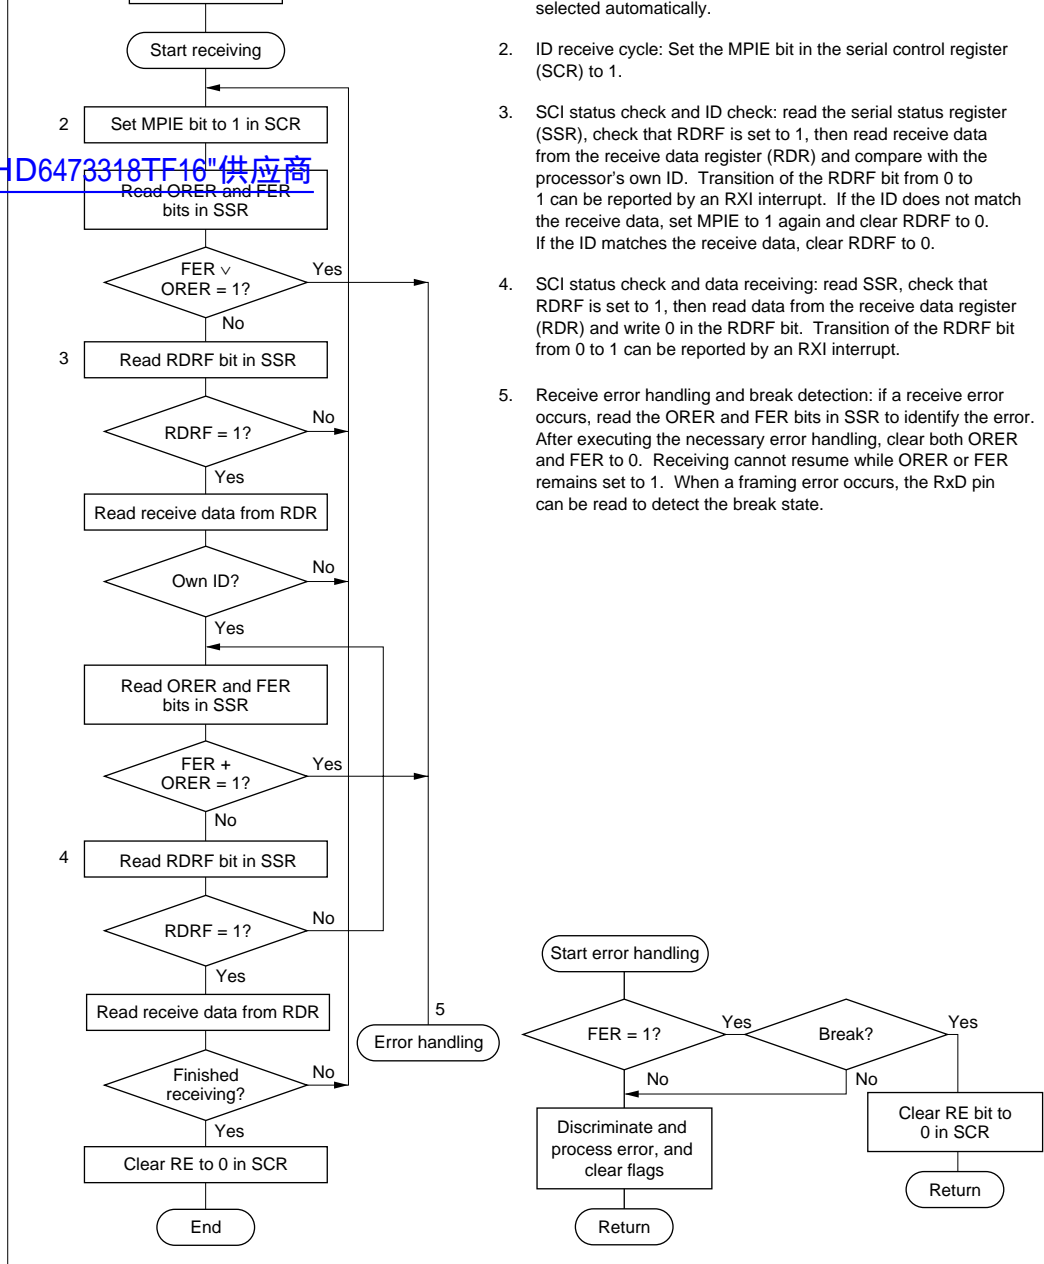 selected automatically.
Start receiving
2. ID receive cycle: Set the MPIE bit in the serial control register
(SCR) to 1.
2
Set MPIE bit to 1 in SCR
3. SCI status check and ID check: read the serial status register
(SSR), check that RDRF is set to 1, then read receive data
from the receive data register (RDR) and compare with the
processor's own ID. Transition of the RDRF bit from 0 to
1 can be reported by an RXI interrupt. If the ID does not match
the receive data, set MPIE to 1 again and clear RDRF to 0.
If the ID matches the receive data, clear RDRF to 0.
HD6473318TF16"供应商
Read ORER and FER
bits in SSR
FER ∨
ORER = 1?
Yes
No
4. SCI status check and data receiving: read SSR, check that
RDRF is set to 1, then read data from the receive data register
(RDR) and write 0 in the RDRF bit. Transition of the RDRF bit
from 0 to 1 can be reported by an RXI interrupt.
3
Read RDRF bit in SSR
RDRF = 1?
No
Yes
5. Receive error handling and break detection: if a receive error
occurs, read the ORER and FER bits in SSR to identify the error.
After executing the necessary error handling, clear both ORER
and FER to 0. Receiving cannot resume while ORER or FER
remains set to 1. When a framing error occurs, the RxD pin
can be read to detect the break state.
Read receive data from RDR
Own ID?
No
Yes
Read ORER and FER
bits in SSR
FER +
ORER = 1?
Yes
No
4
Read RDRF bit in SSR
RDRF = 1?
No
Yes
Read receive data from RDR
5
Error handling
Finished
receiving?
No
Yes
Clear RE to 0 in SCR
End
Start error handling
FER = 1?
Yes
No
Break?
Yes
No
Discriminate and
process error, and
clear flags
Return
Clear RE bit to
0 in SCR
Return